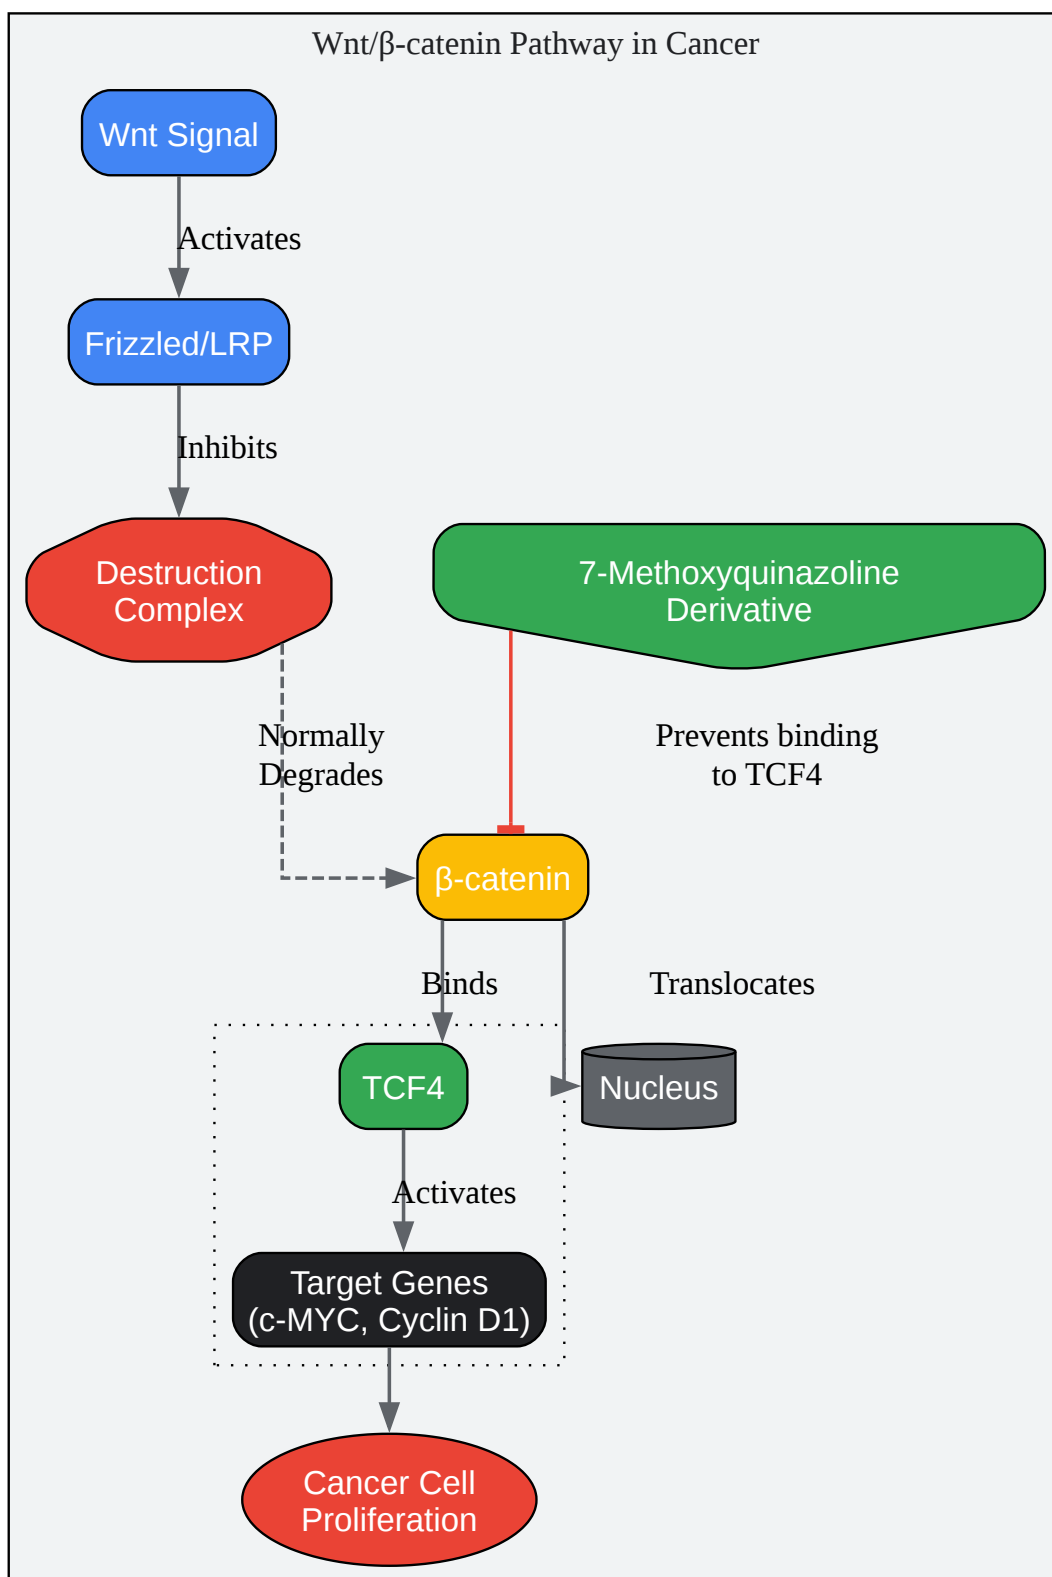 Wnt/β-catenin Pathway in Cancer
Wnt Signal
Activates
Frizzled/LRP
Inhibits
Destruction
Complex
7-Methoxyquinazoline
Derivative
Normally
Degrades
Prevents binding
to TCF4
β-catenin
Binds
Translocates
TCF4
Nucleus
Activates
Target Genes
(c-MYC, Cyclin D1)
Cancer Cell
Proliferation